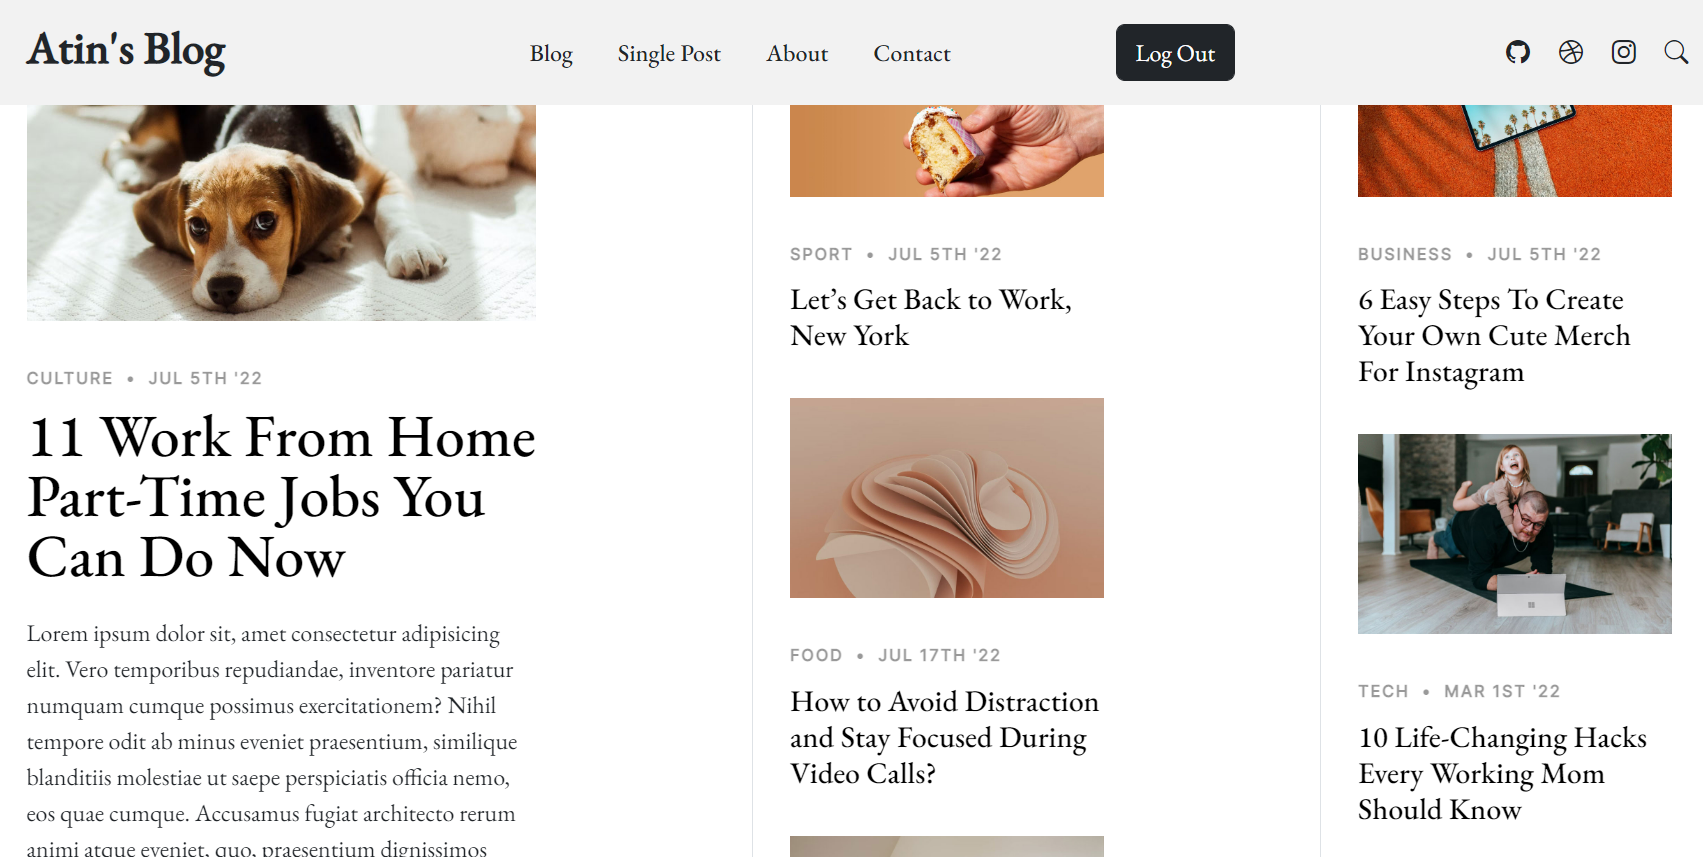 Atin's Blog
Blog
Single Post
About
Contact
Log Out
CULTURE • JUL 5TH '22
11 Work From Home
Part-Time Jobs You
Can Do Now
Lorem ipsum dolor sit, amet consectetur adipisicing
elit. Vero temporibus repudiandae, inventore pariatur
numquam cumque possimus exercitationem? Nihil
tempore odit ab minus eveniet praesentium, similique
blanditiis molestiae ut saepe perspiciatis officia nemo,
eos quae cumque. Accusamus fugiat architecto rerum
animi atque eveniet, quo, praesentium dignissimos
SPORT • JUL 5TH '22
Let’s Get Back to Work,
New York
FOOD • JUL 17TH '22
How to Avoid Distraction
and Stay Focused During
Video Calls?
BUSINESS • JUL 5TH '22
6 Easy Steps To Create
Your Own Cute Merch
For Instagram
TECH • MAR 1ST '22
10 Life-Changing Hacks
Every Working Mom
Should Know